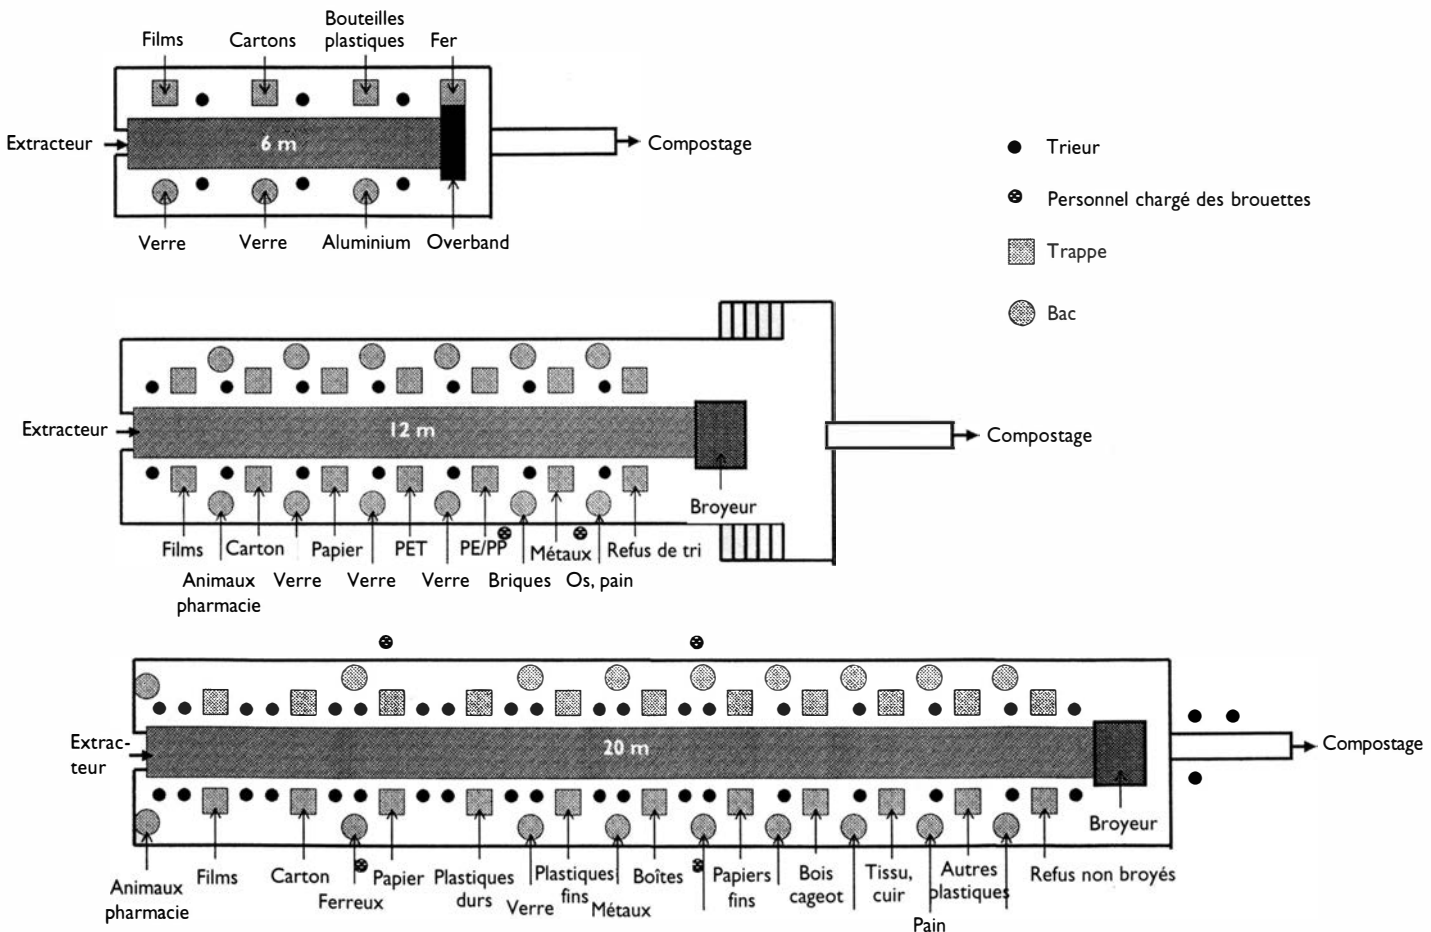 Films
Cartons
Bouteilles
plastiques
Fer
Extracteur
6 m
Compostage
Verre
Verre
Aluminium
Overband
Trieur
Personnel chargé des brouettes
Trappe
Bac
Extracteur
12 m
Compostage
Broyeur
Films
Carton
Papier
PET
PE/PP
Métaux
Refus de tri
Animaux
pharmacie
Verre
Verre
Verre
Briques
Os, pain
Extrac-
teur
20 m
Compostage
Broyeur
Animaux
pharmacie
Films
Carton
Ferreux
Papier
Plastiques
durs
Verre
Plastiques
fins
Métaux
Boîtes
Papiers
fins
Bois
cageot
Tissu,
cuir
Pain
Autres
plastiques
Refus non broyés